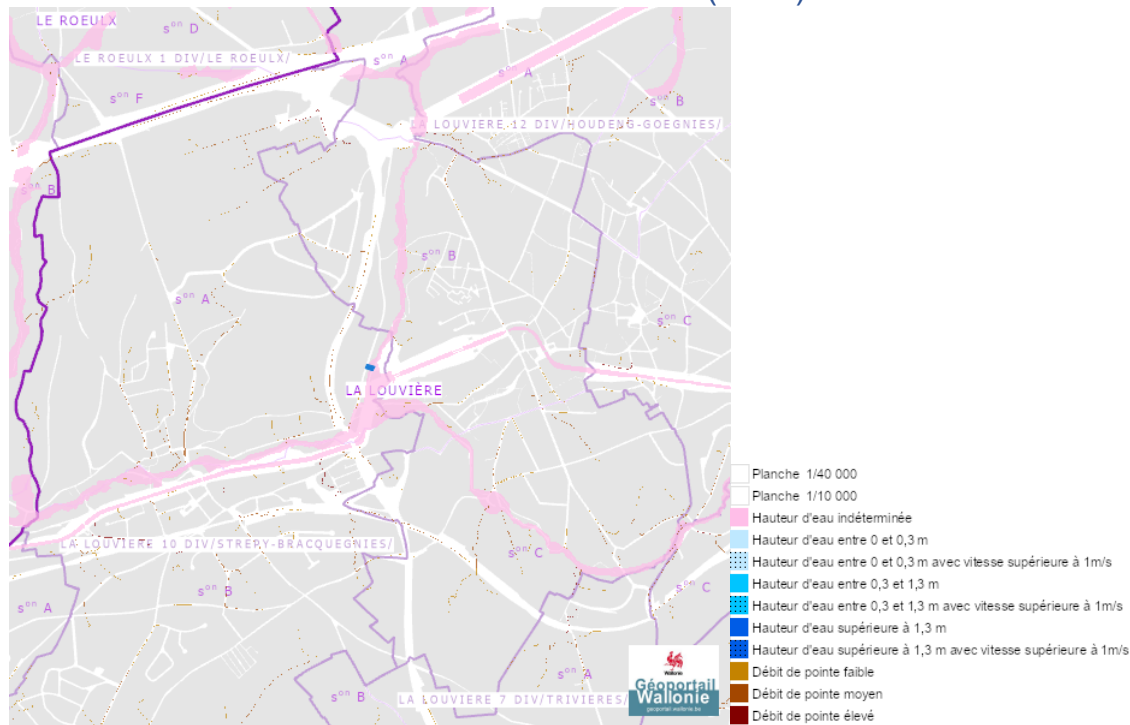 LE ROEULX
sᵒⁿ D
LE ROEULX 1 DIV/LE ROEULX/
sᵒⁿ A
sᵒⁿ A
sᵒⁿ F
sᵒⁿ B
LA LOUVIERE 12 DIV/HOUDENG-GOEGNIES/
sᵒⁿ B
sᵒⁿ B
sᵒⁿ A
sᵒⁿ C
LA LOUVIÈRE
LA LOUVIERE 10 DIV/STREPY-BRACQUEGNIES/
sᵒⁿ C
sᵒⁿ B
sᵒⁿ C
sᵒⁿ A
sᵒⁿ A
sᵒⁿ B
LA LOUVIERE 7 DIV/TRIVIERES/
Wallonie
Géoportail
Wallonie
geoportail.wallonie.be
Planche 1/40 000
Planche 1/10 000
Hauteur d'eau indéterminée
Hauteur d'eau entre 0 et 0,3 m
Hauteur d'eau entre 0 et 0,3 m avec vitesse supérieure à 1m/s
Hauteur d'eau entre 0,3 et 1,3 m
Hauteur d'eau entre 0,3 et 1,3 m avec vitesse supérieure à 1m/s
Hauteur d'eau supérieure à 1,3 m
Hauteur d'eau supérieure à 1,3 m avec vitesse supérieure à 1m/s
Débit de pointe faible
Débit de pointe moyen
Débit de pointe élevé